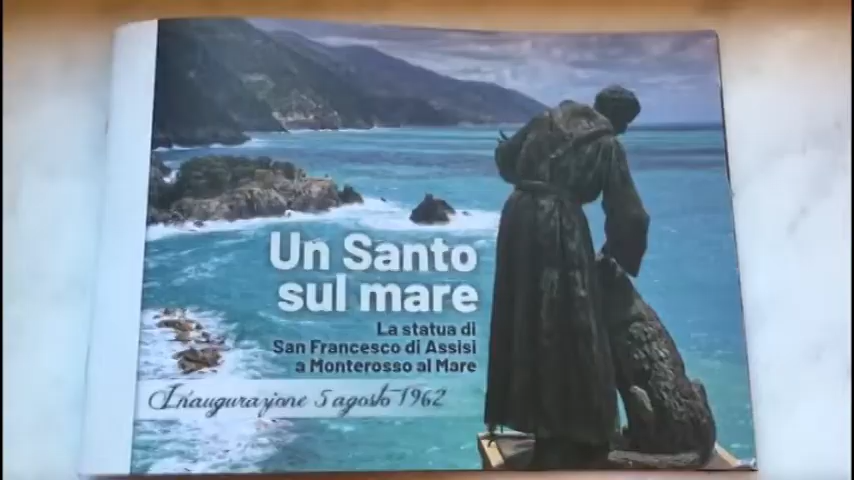 Un Santo
sul mare
La statua di
San Francesco di Assisi
a Monterosso al Mare
Inaugurazione 5 agosto 1962